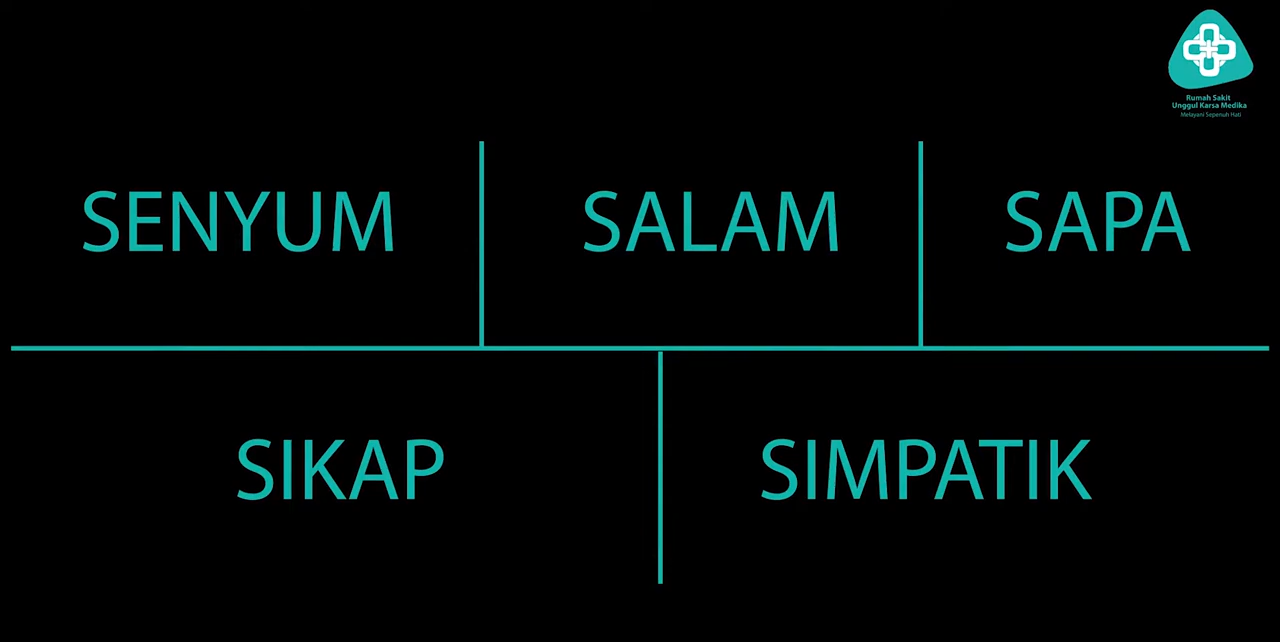 Rumah Sakit
Unggul Karsa Medika
Melayani Sepenuh Hati
SENYUM
SALAM
SAPA
SIKAP
SIMPATIK